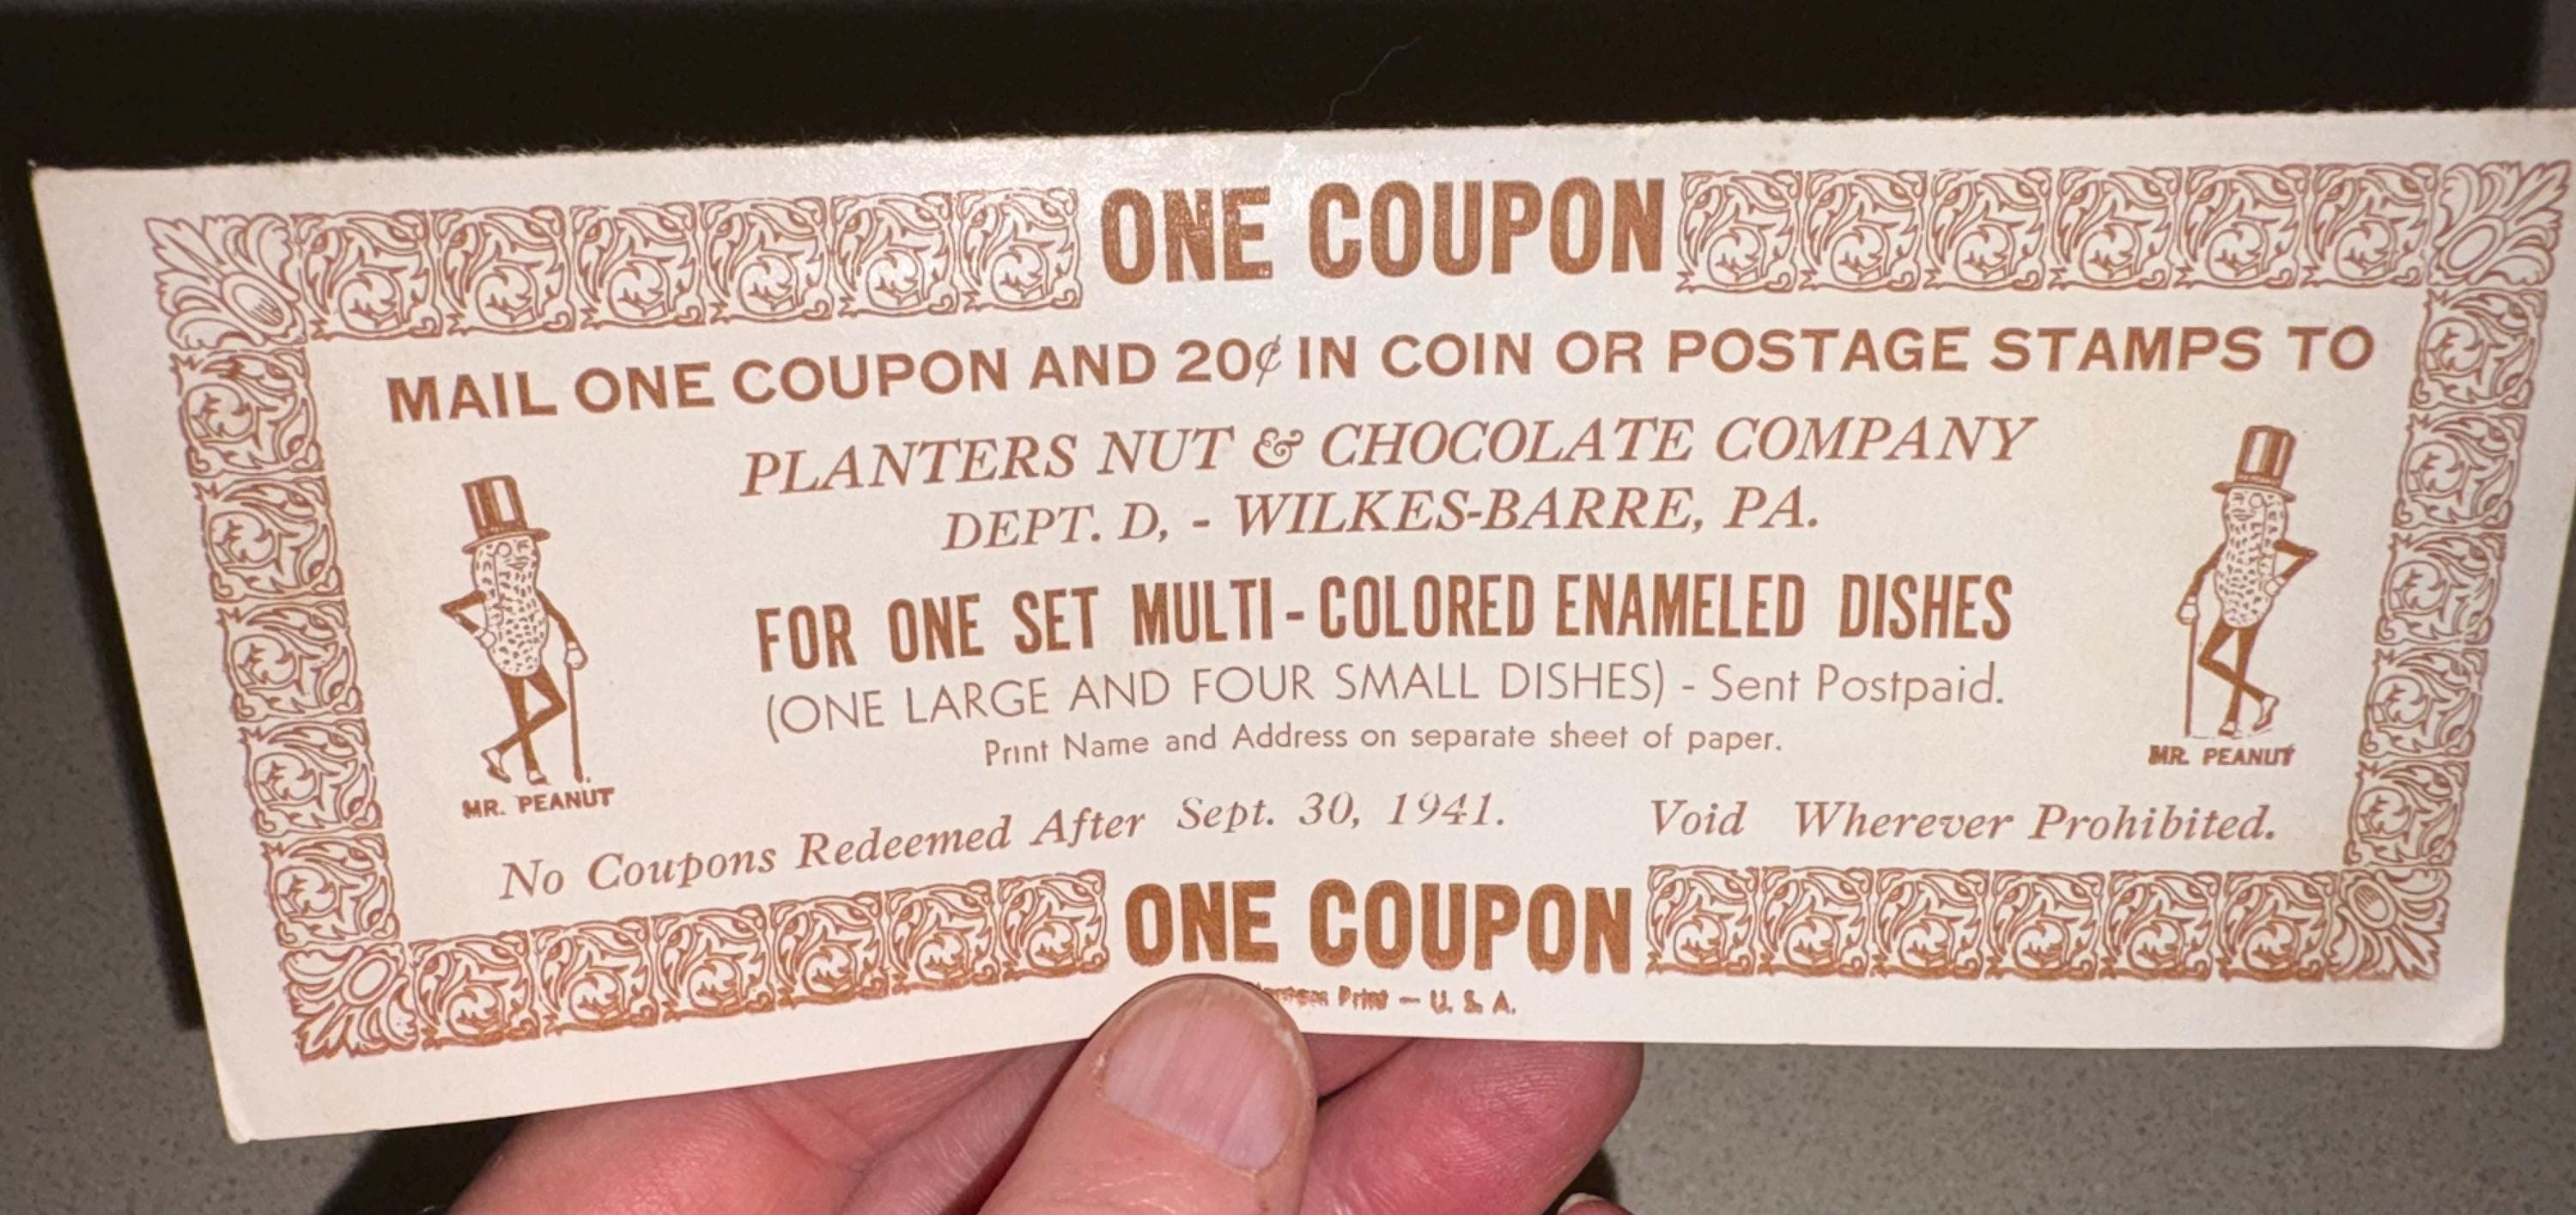 ONE COUPON
MAIL ONE COUPON AND 20¢ IN COIN OR POSTAGE STAMPS TO
PLANTERS NUT & CHOCOLATE COMPANY
DEPT. D, - WILKES-BARRE, PA.
FOR ONE SET MULTI-COLORED ENAMELED DISHES
(ONE LARGE AND FOUR SMALL DISHES) - Sent Postpaid.
Print Name and Address on separate sheet of paper.
MR. PEANUT
MR. PEANUT
No Coupons Redeemed After Sept. 30, 1941. Void Wherever Prohibited.
ONE COUPON
Print — U. S. A.